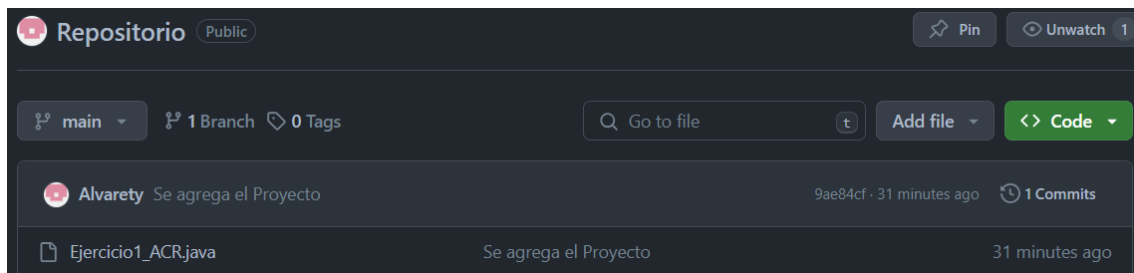 Repositorio Public Pin Unwatch 1
main 1 Branch 0 Tags Go to file t Add file <> Code
Alvarety Se agrega el Proyecto 9ae84cf · 31 minutes ago 1 Commits
Ejercicio1_ACR.java Se agrega el Proyecto 31 minutes ago